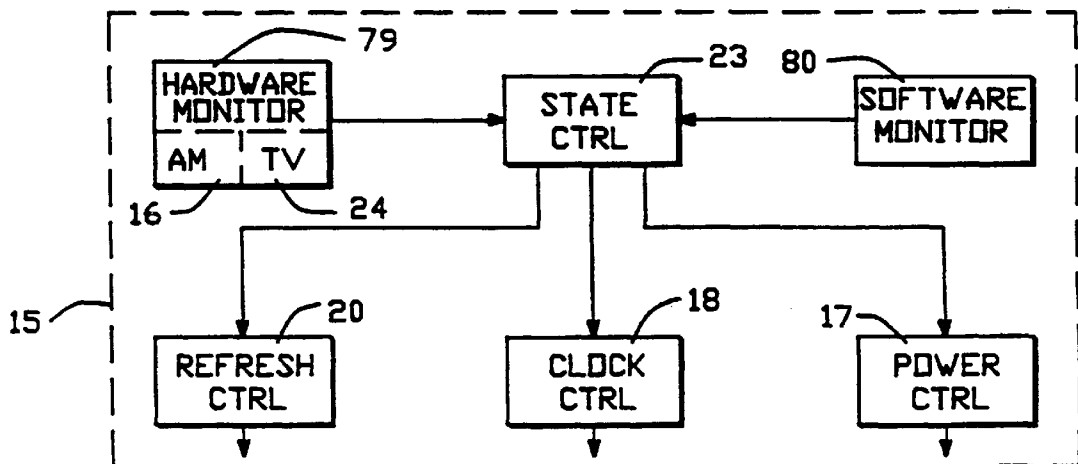 79
HARDWARE
MONITOR
AM
TV
16
24
23
STATE
CTRL
80
SOFTWARE
MONITOR
15
20
REFRESH
CTRL
18
CLOCK
CTRL
17
POWER
CTRL